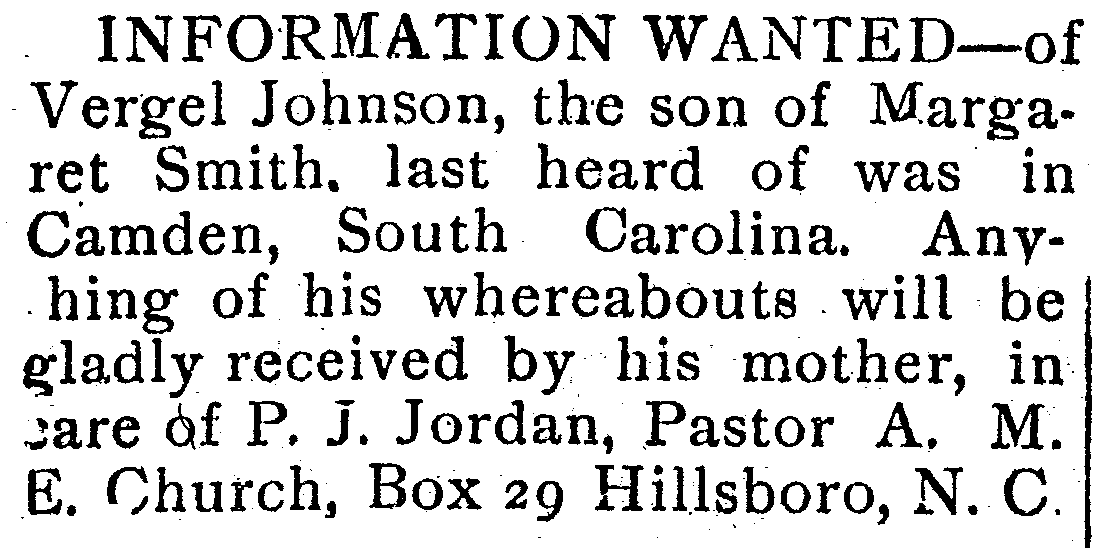 INFORMATION WANTED—of
Vergel Johnson, the son of Marga-
ret Smith. last heard of was in
Camden, South Carolina. Any-
hing of his whereabouts will be
gladly received by his mother, in
care of P. J. Jordan, Pastor A. M.
E. Church, Box 29 Hillsboro, N. C.